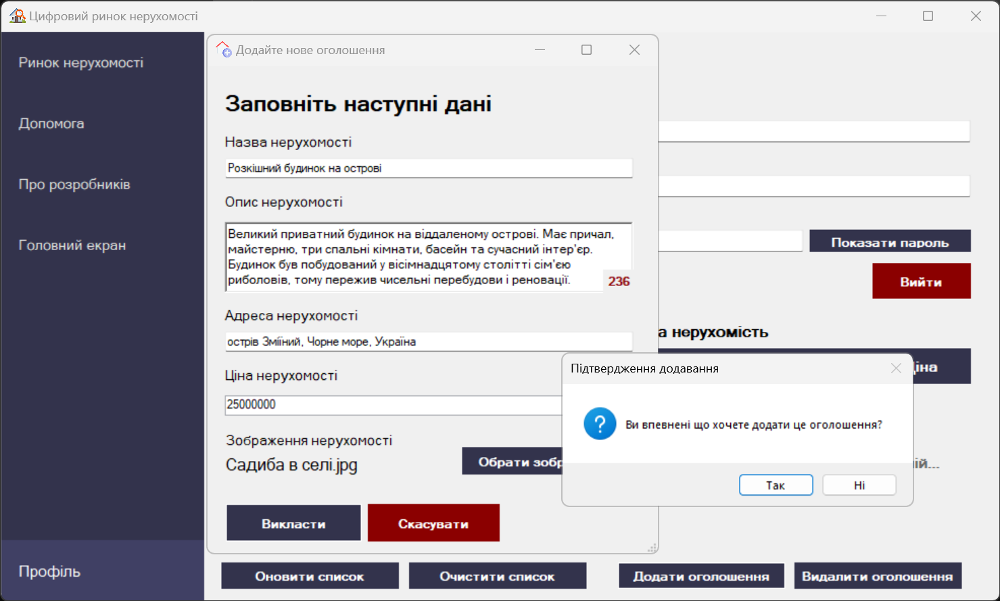 Цифровий ринок нерухомості
Ринок нерухомості
Допомога
Про розробників
Головний екран
Профіль
Додайте нове оголошення
Заповніть наступні дані
Назва нерухомості
Розкішний будинок на острові
Опис нерухомості
Великий приватний будинок на віддаленому острові. Має причал,
майстерню, три спальні кімнати, басейн та сучасний інтер'єр.
Будинок був побудований у вісімнадцятому столітті сім'єю
риболовів, тому пережив чисельні перебудови і реновації.
236
Адреса нерухомості
острів Зміїний, Чорне море, Україна
Ціна нерухомості
25000000
Зображення нерухомості
Садиба в селі.jpg
Обрати зобр
Викласти
Скасувати
Показати пароль
Вийти
а нерухомість
Ціна
Підтвердження додавання
Ви впевнені що хочете додати це оголошення?
Так
Ні
ій...
Оновити список
Очистити список
Додати оголошення
Видалити оголошення